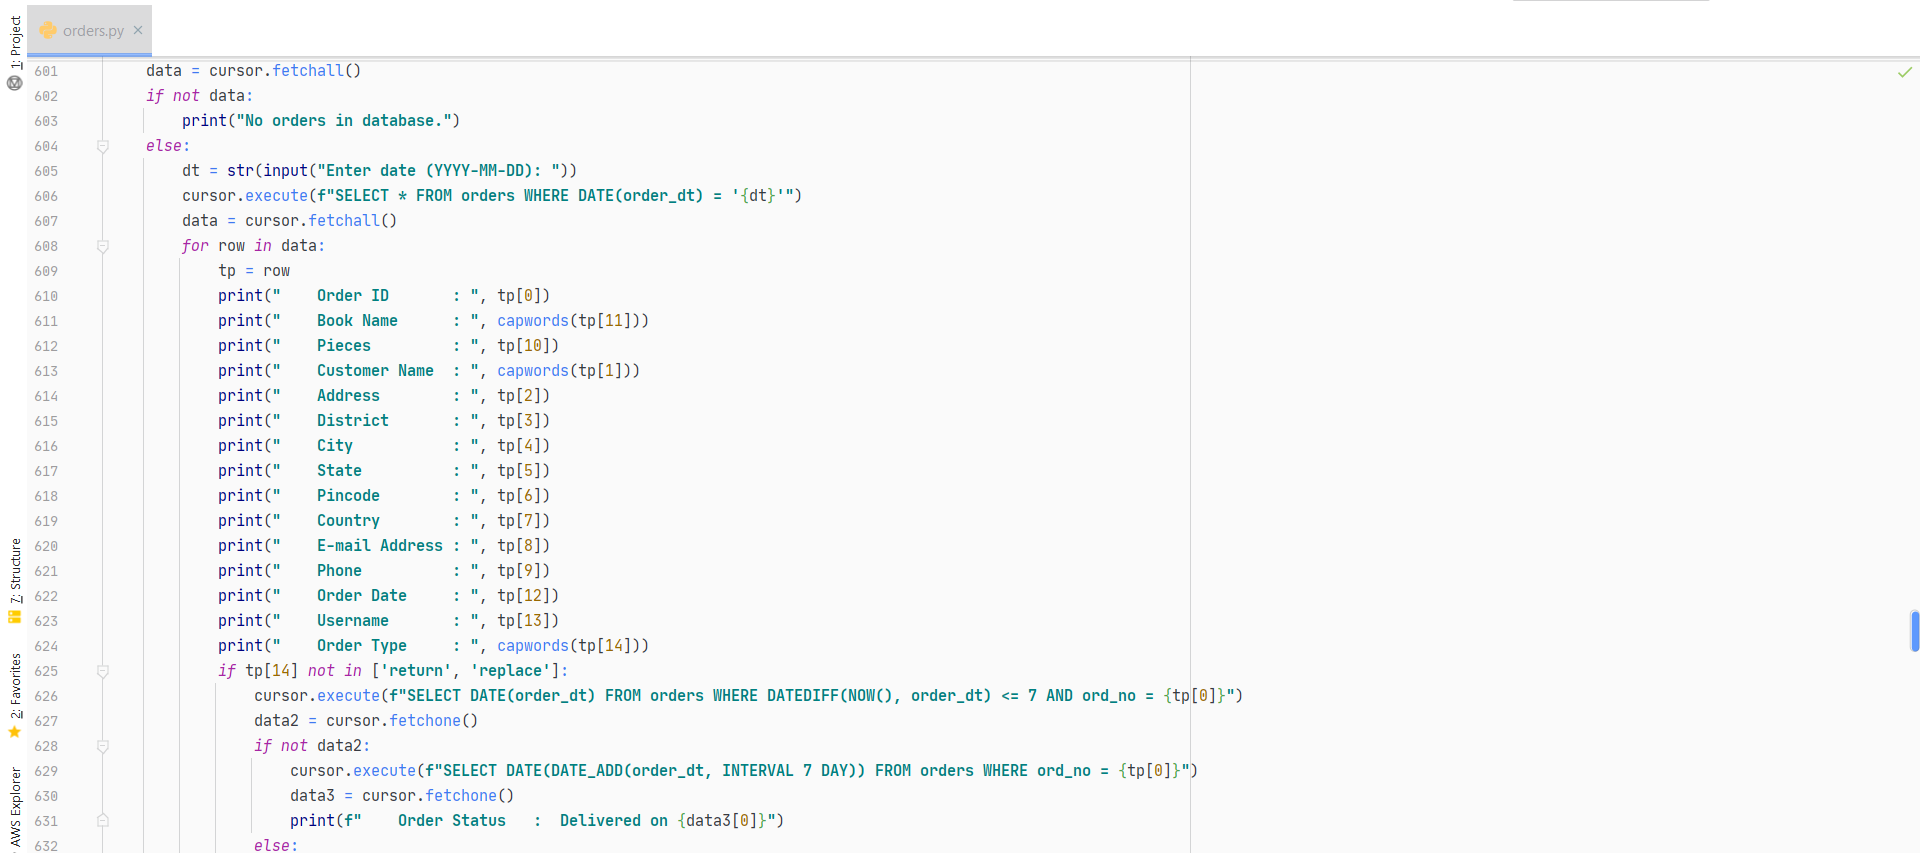 1: Project
orders.py
601 data = cursor.fetchall()
602 if not data:
603 print("No orders in database.")
604 else:
605 dt = str(input("Enter date (YYYY-MM-DD): "))
606 cursor.execute(f"SELECT * FROM orders WHERE DATE(order_dt) = '{dt}'")
607 data = cursor.fetchall()
608 for row in data:
609 tp = row
610 print("    Order ID       : ", tp[0])
611 print("    Book Name      : ", capwords(tp[11]))
612 print("    Pieces         : ", tp[10])
613 print("    Customer Name  : ", capwords(tp[1]))
614 print("    Address        : ", tp[2])
615 print("    District       : ", tp[3])
616 print("    City           : ", tp[4])
617 print("    State          : ", tp[5])
618 print("    Pincode        : ", tp[6])
619 print("    Country        : ", tp[7])
620 print("    E-mail Address : ", tp[8])
621 print("    Phone          : ", tp[9])
622 print("    Order Date     : ", tp[12])
623 print("    Username       : ", tp[13])
624 print("    Order Type     : ", capwords(tp[14]))
625 if tp[14] not in ['return', 'replace']:
626 cursor.execute(f"SELECT DATE(order_dt) FROM orders WHERE DATEDIFF(NOW(), order_dt) <= 7 AND ord_no = {tp[0]}")
627 data2 = cursor.fetchone()
628 if not data2:
629 cursor.execute(f"SELECT DATE(DATE_ADD(order_dt, INTERVAL 7 DAY)) FROM orders WHERE ord_no = {tp[0]}")
630 data3 = cursor.fetchone()
631 print(f"    Order Status   :  Delivered on {data3[0]}")
632 else:
7: Structure
2: Favorites
AWS Explorer